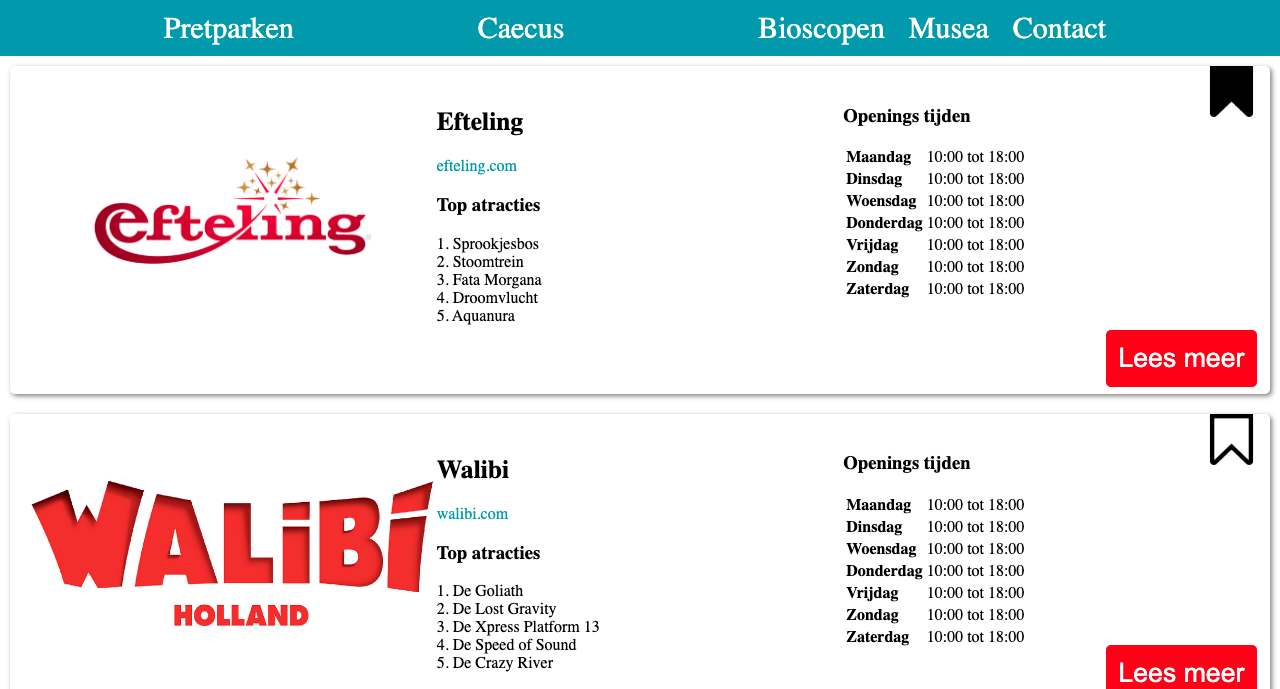 Pretparken Caecus Bioscopen Musea Contact
efteling
Efteling
efteling.com
Top atracties
1. Sprookjesbos
2. Stoomtrein
3. Fata Morgana
4. Droomvlucht
5. Aquanura
Openings tijden
Maandag 10:00 tot 18:00
Dinsdag 10:00 tot 18:00
Woensdag 10:00 tot 18:00
Donderdag 10:00 tot 18:00
Vrijdag 10:00 tot 18:00
Zondag 10:00 tot 18:00
Zaterdag 10:00 tot 18:00
Lees meer
WALiBi
HOLLAND
Walibi
walibi.com
Top atracties
1. De Goliath
2. De Lost Gravity
3. De Xpress Platform 13
4. De Speed of Sound
5. De Crazy River
Openings tijden
Maandag 10:00 tot 18:00
Dinsdag 10:00 tot 18:00
Woensdag 10:00 tot 18:00
Donderdag 10:00 tot 18:00
Vrijdag 10:00 tot 18:00
Zondag 10:00 tot 18:00
Zaterdag 10:00 tot 18:00
Lees meer